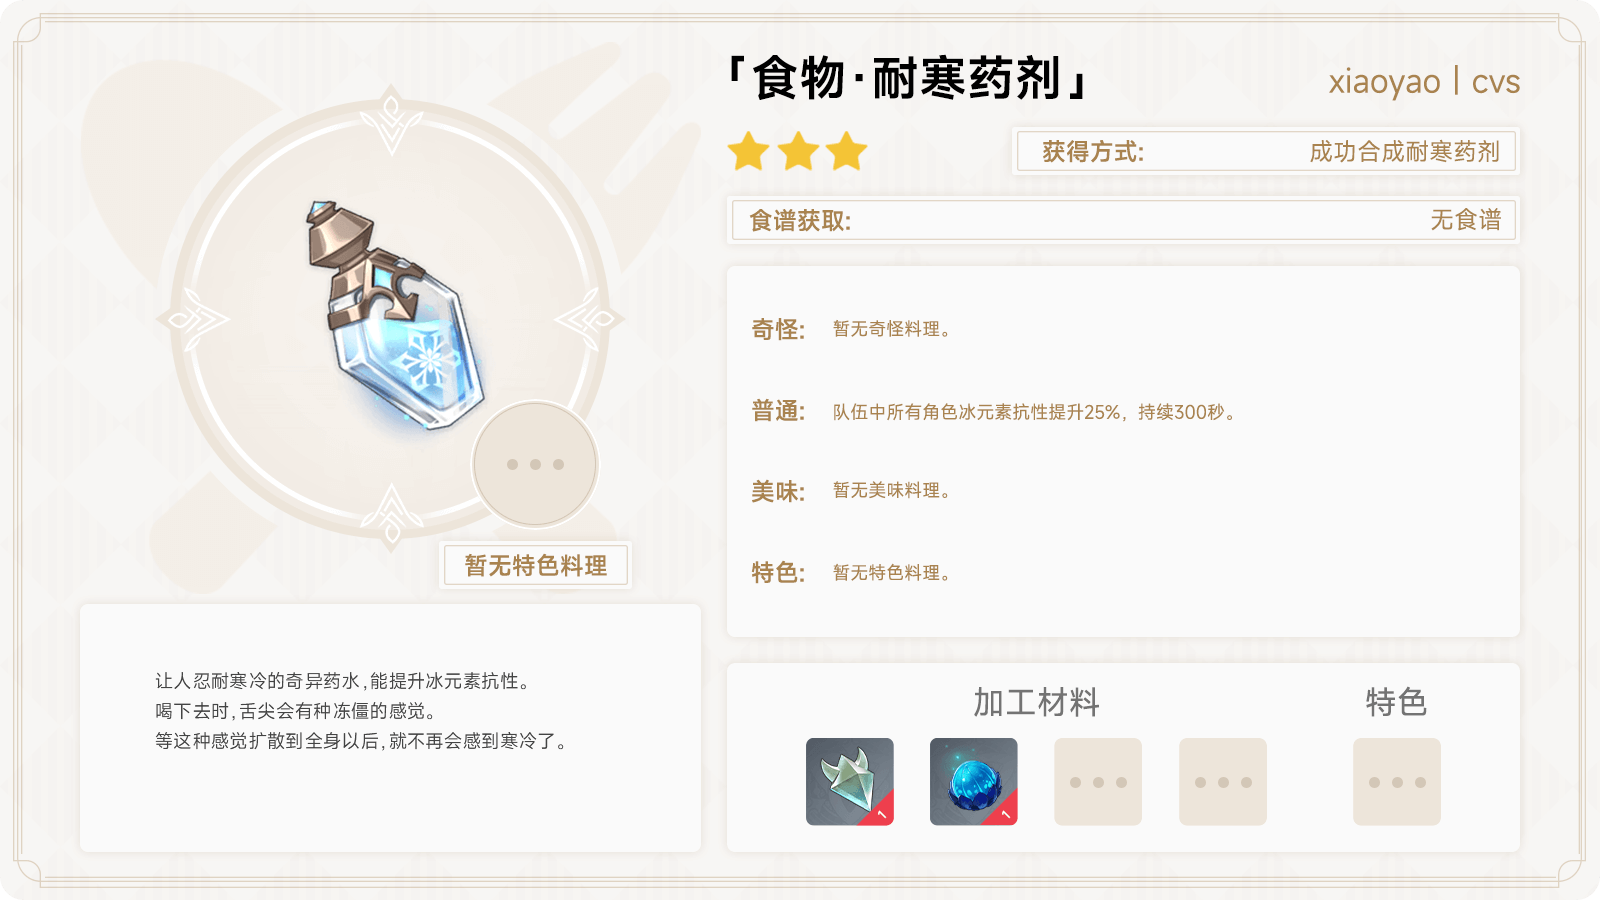 「食物·耐寒药剂」
xiaoyao | cvs
获得方式: 成功合成耐寒药剂
食谱获取: 无食谱
奇怪: 暂无奇怪料理。
普通: 队伍中所有角色冰元素抗性提升25%，持续300秒。
美味: 暂无美味料理。
特色: 暂无特色料理。
暂无特色料理
让人忍耐寒冷的奇异药水,能提升冰元素抗性。
喝下去时,舌尖会有种冻僵的感觉。
等这种感觉扩散到全身以后,就不再会感到寒冷了。
加工材料 特色
1 1